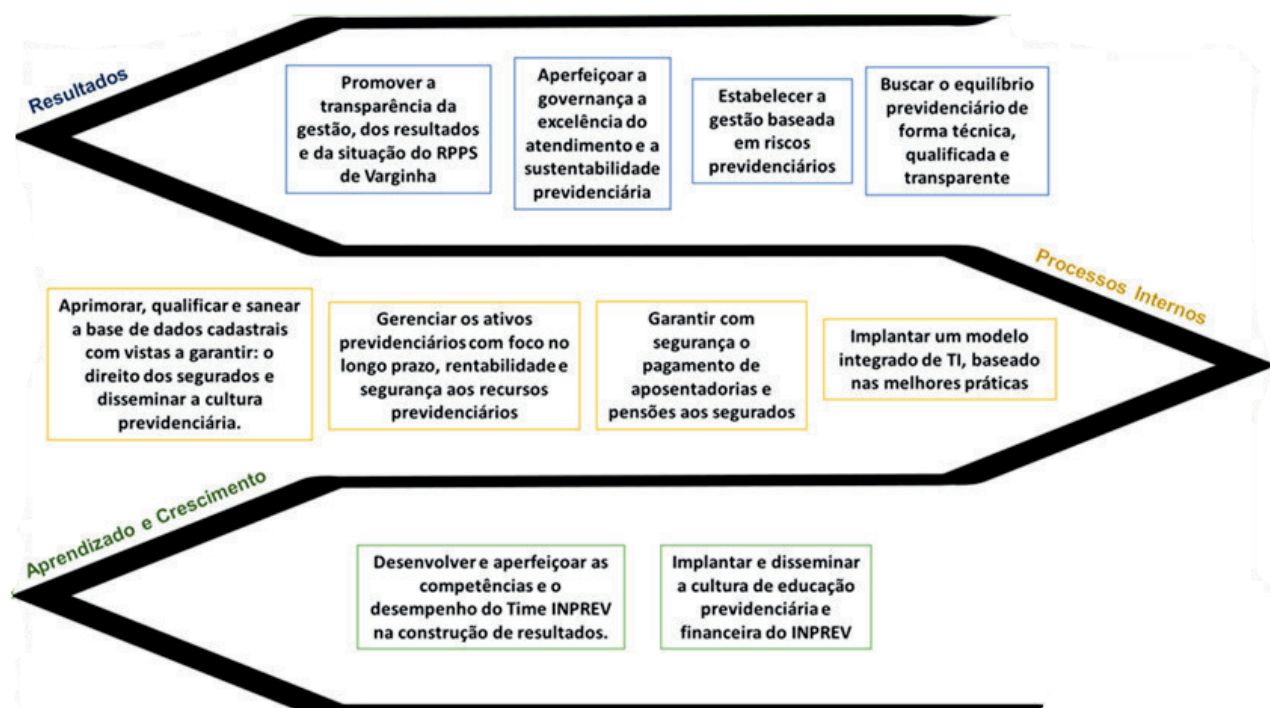 Resultados
Promover a
transparência da
gestão, dos resultados
e da situação do RPPS
de Varginha
Aperfeiçoar a
governança a
excelência do
atendimento e a
sustentabilidade
previdenciária
Estabelecer a
gestão baseada
em riscos
previdenciários
Buscar o equilíbrio
previdenciário de
forma técnica,
qualificada e
transparente
Processos Internos
Aprimorar, qualificar e sanear
a base de dados cadastrais
com vistas a garantir: o
direito dos segurados e
disseminar a cultura
previdenciária.
Gerenciar os ativos
previdenciários com foco no
longo prazo, rentabilidade e
segurança aos recursos
previdenciários
Garantir com
segurança o
pagamento de
aposentadorias e
pensões aos segurados
Implantar um modelo
integrado de TI, baseado
nas melhores práticas
Aprendizado e Crescimento
Desenvolver e aperfeiçoar as
competências e o
desempenho do Time INPREV
na construção de resultados.
Implantar e disseminar
a cultura de educação
previdenciária e
financeira do INPREV